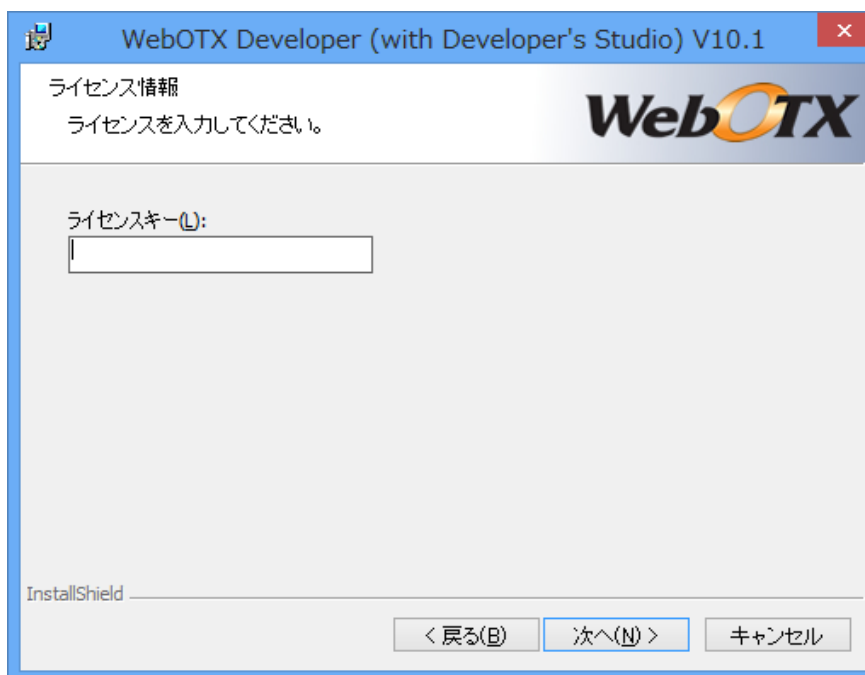 WebOTX Developer (with Developer's Studio) V10.1
ライセンス情報
ライセンスを入力してください。
WebOTX
ライセンスキー(L):
InstallShield
< 戻る(B)
次へ(N) >
キャンセル